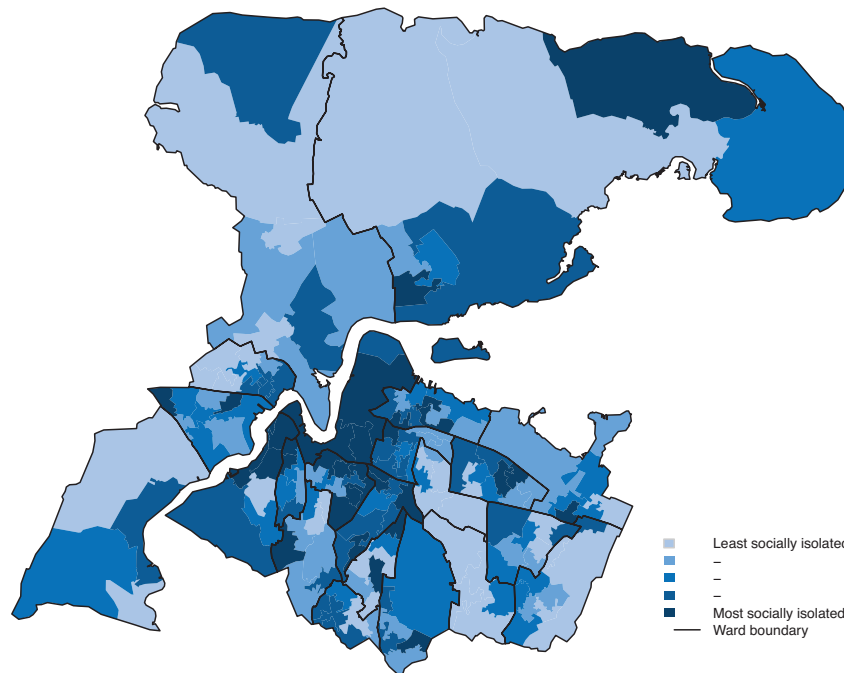 Least socially isolated
–
–
–
Most socially isolated
Ward boundary